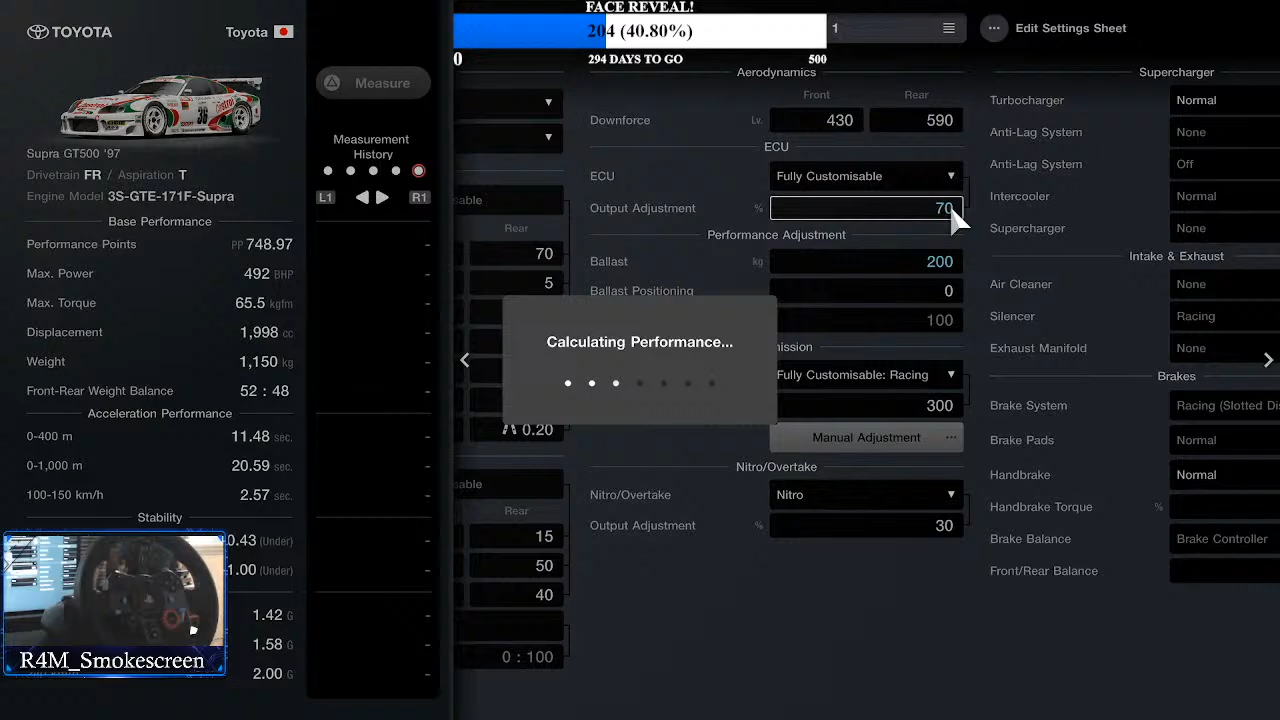 FACE REVEAL!
204 (40.80%)
0
294 DAYS TO GO
500
1
Edit Settings Sheet
TOYOTA
Toyota
Supra GT500 '97
Drivetrain FR / Aspiration T
Engine Model 3S-GTE-171F-Supra
Base Performance
Performance Points PP 748.97
Max. Power 492 BHP
Max. Torque 65.5 kgfm
Displacement 1,998 cc
Weight 1,150 kg
Front-Rear Weight Balance 52 : 48
Acceleration Performance
0-400 m 11.48 sec.
0-1,000 m 20.59 sec.
100-150 km/h 2.57 sec.
Stability
0.43 (Under)
1.00 (Under)
1.42 G
1.58 G
2.00 G
R4M_Smokescreen
Measure
Measurement
History
L1
R1
Rear
70
5
0.20
Rear
15
50
40
0 : 100
Aerodynamics
Front Rear
Downforce Lv. 430 590
ECU
ECU Fully Customisable
Output Adjustment % 70
Performance Adjustment
Ballast kg 200
Ballast Positioning 0
100
Calculating Performance...
Fully Customisable: Racing
300
Manual Adjustment
Nitro/Overtake
Nitro/Overtake Nitro
Output Adjustment % 30
Supercharger
Turbocharger Normal
Anti-Lag System None
Anti-Lag System Off
Intercooler Normal
Supercharger None
Intake & Exhaust
Air Cleaner None
Silencer Racing
Exhaust Manifold None
Brakes
Brake System Racing (Slotted Di
Brake Pads Normal
Handbrake Normal
Handbrake Torque %
Brake Balance Brake Controller
Front/Rear Balance